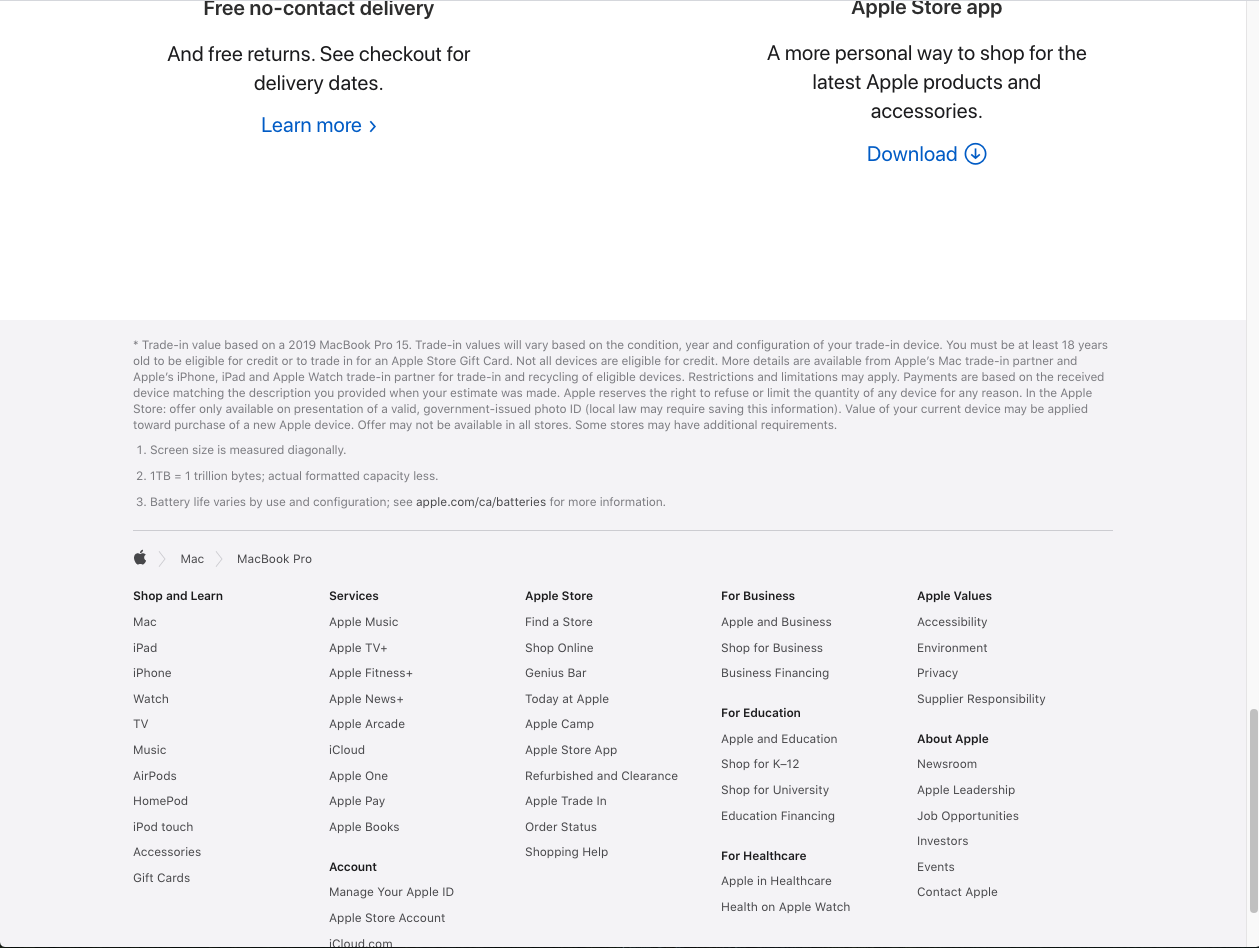 Free no-contact delivery
And free returns. See checkout for
delivery dates.
Learn more
Apple Store app
A more personal way to shop for the
latest Apple products and
accessories.
Download
* Trade-in value based on a 2019 MacBook Pro 15. Trade-in values will vary based on the condition, year and configuration of your trade-in device. You must be at least 18 years
old to be eligible for credit or to trade in for an Apple Store Gift Card. Not all devices are eligible for credit. More details are available from Apple's Mac trade-in partner and
Apple's iPhone, iPad and Apple Watch trade-in partner for trade-in and recycling of eligible devices. Restrictions and limitations may apply. Payments are based on the received
device matching the description you provided when your estimate was made. Apple reserves the right to refuse or limit the quantity of any device for any reason. In the Apple
Store: offer only available on presentation of a valid, government-issued photo ID (local law may require saving this information). Value of your current device may be applied
toward purchase of a new Apple device. Offer may not be available in all stores. Some stores may have additional requirements.
1. Screen size is measured diagonally.
2. 1TB = 1 trillion bytes; actual formatted capacity less.
3. Battery life varies by use and configuration; see apple.com/ca/batteries for more information.
Mac
MacBook Pro
Shop and Learn
Mac
iPad
iPhone
Watch
TV
Music
AirPods
HomePod
iPod touch
Accessories
Gift Cards
Services
Apple Music
Apple TV+
Apple Fitness+
Apple News+
Apple Arcade
iCloud
Apple One
Apple Pay
Apple Books
Account
Manage Your Apple ID
Apple Store Account
iCloud.com
Apple Store
Find a Store
Shop Online
Genius Bar
Today at Apple
Apple Camp
Apple Store App
Refurbished and Clearance
Apple Trade In
Order Status
Shopping Help
For Business
Apple and Business
Shop for Business
Business Financing
For Education
Apple and Education
Shop for K–12
Shop for University
Education Financing
For Healthcare
Apple in Healthcare
Health on Apple Watch
Apple Values
Accessibility
Environment
Privacy
Supplier Responsibility
About Apple
Newsroom
Apple Leadership
Job Opportunities
Investors
Events
Contact Apple